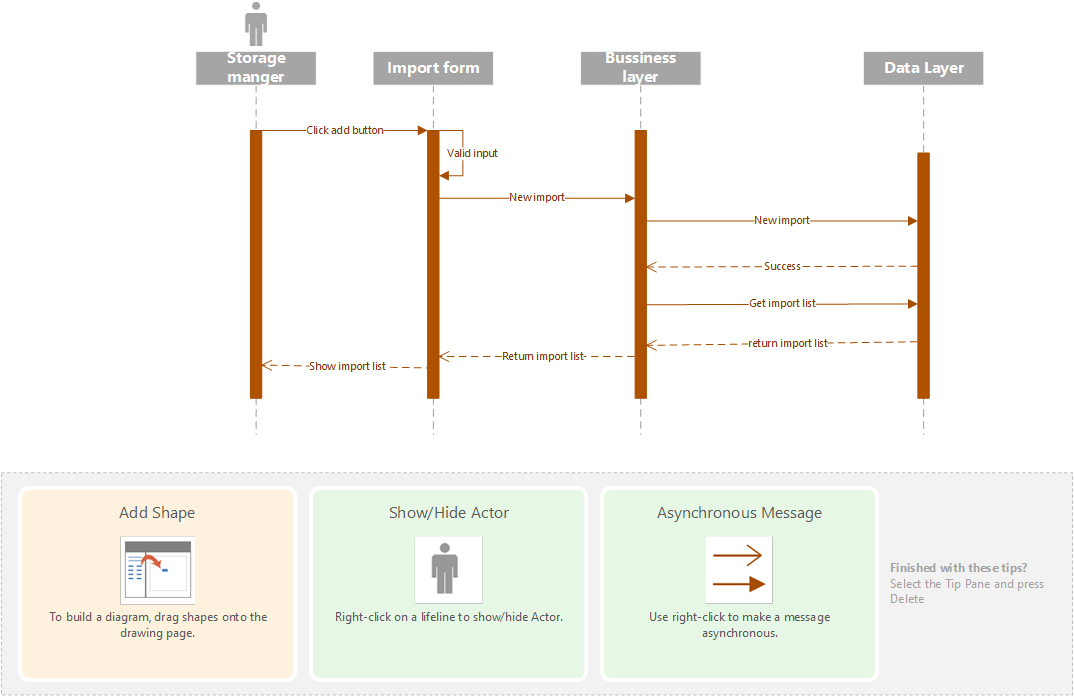 Storage
manger
Import form
Bussiness
layer
Data Layer
Click add button
Valid input
New import
New import
Success
Get import list
return import list
Return import list
Show import list
Add Shape
To build a diagram, drag shapes onto the
drawing page.
Show/Hide Actor
Right-click on a lifeline to show/hide Actor.
Asynchronous Message
Use right-click to make a message
asynchronous.
Finished with these tips?
Select the Tip Pane and press
Delete